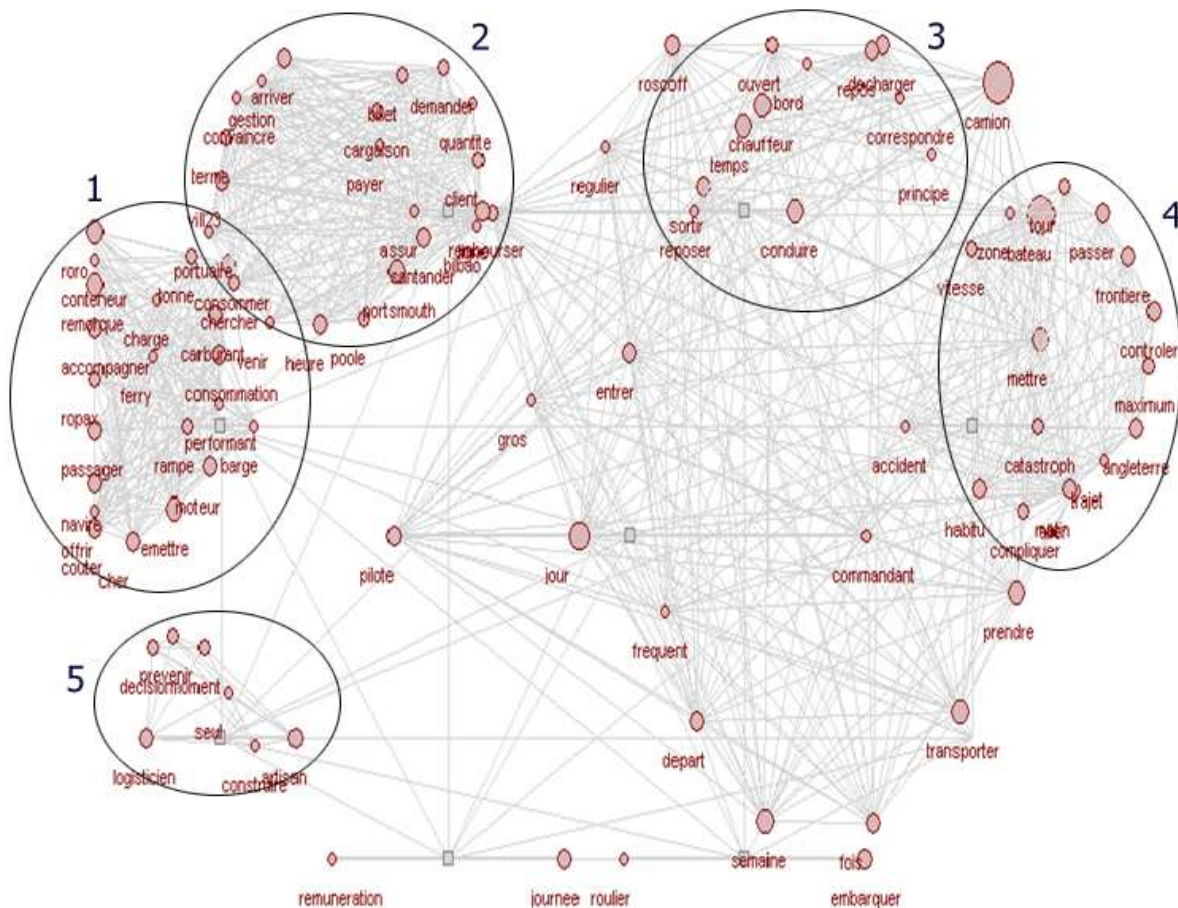 2
3
roscoff
ouvert
decharger
arriver
bord
repos
demander
camion
gestion
convaincre
cargaison
quantite
chauffeur
correspondre
1
terme
payer
temps
regulier
principe
client
4
sortir
tour
assur
reposer
conduire
zone
bateau
passer
roro
portuaire
bilbao
santander
vitesse
conteneur
tonne
consommer
frontiere
remorque
chercher
portsmouth
charge
carburant
venir
heure
poole
controler
accompagner
mettre
ferry
consommation
entrer
maximum
ropax
performant
gros
accident
catastroph
angleterre
passager
rampe
barge
trajet
moteur
navire
habitu
offrir
emettre
compliquer
couter
cher
pilote
jour
commandant
prendre
frequent
5
prevenir
decision
moment
seul
logisticien
construire
artisan
depart
transporter
semaine
fois
remuneration
journee
roulier
embarquer